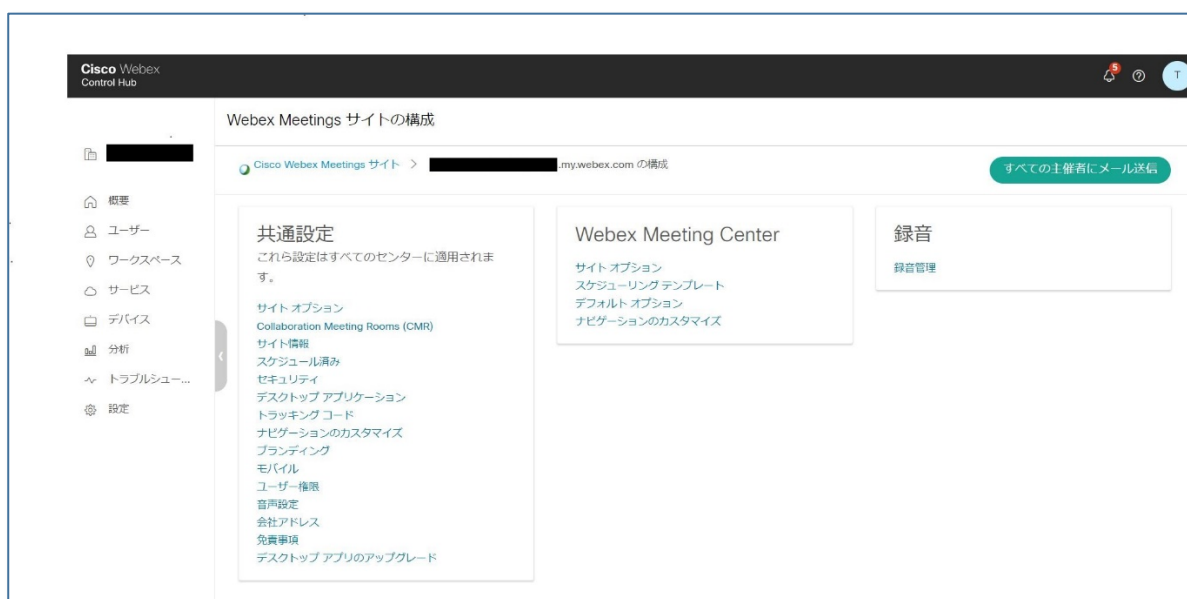 Cisco Webex
Control Hub
5
T
Webex Meetings サイトの構成
Cisco Webex Meetings サイト > .my.webex.com の構成
すべての主催者にメール送信
概要
ユーザー
ワークスペース
サービス
デバイス
分析
トラブルシュー...
設定
共通設定
これら設定はすべてのセンターに適用されま
す。
サイト オプション
Collaboration Meeting Rooms (CMR)
サイト情報
スケジュール済み
セキュリティ
デスクトップ アプリケーション
トラッキング コード
ナビゲーションのカスタマイズ
ブランディング
モバイル
ユーザー権限
音声設定
会社アドレス
免責事項
デスクトップ アプリのアップグレード
Webex Meeting Center
サイト オプション
スケジューリング テンプレート
デフォルト オプション
ナビゲーションのカスタマイズ
録音
録音管理